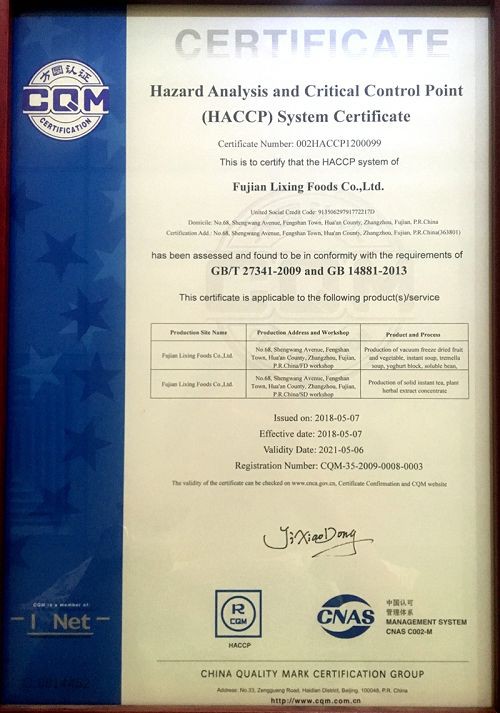 CERTIFICATE
方圆认证
CQM
CERTIFICATION
Hazard Analysis and Critical Control Point
(HACCP) System Certificate
Certificate Number: 002HACCP1200099
This is to certify that the HACCP system of
Fujian Lixing Foods Co.,Ltd.
United Social Credit Code: 91350629791772217D
Domicile: No.68, Shengwang Avenue, Fengshan Town, Hua'an County, Zhangzhou, Fujian, P.R.China
Certification Add.: No.68, Shengwang Avenue, Fengshan Town, Hua'an County, Zhangzhou, Fujian, P.R.China(363801)
has been assessed and found to be in conformity with the requirements of
GB/T 27341-2009 and GB 14881-2013
This certificate is applicable to the following product(s)/service
Production Site Name Production Address and Workshop Product and Process
Fujian Lixing Foods Co.,Ltd.
No.68, Shengwang Avenue, Fengshan
Town, Hua'an County, Zhangzhou, Fujian,
P.R.China/FD workshop
Production of vacuum freeze dried fruit
and vegetable, instant soup, tremella
soup, yoghurt block, soluble bean,
Fujian Lixing Foods Co.,Ltd.
No.68, Shengwang Avenue, Fengshan
Town, Hua'an County, Zhangzhou, Fujian,
P.R.China/SD workshop
Production of solid instant tea, plant
herbal extract concentrate
Issued on: 2018-05-07
Effective date: 2018-05-07
Validity Date: 2021-05-06
Registration Number: CQM-35-2009-0008-0003
The validity of the certificate can be checked on www.cnca.gov.cn, Certificate Confirmation and CQM website
Ji XiaoDong
CQM is a member of:
I Net
R
CQM
HACCP
CNAS
中国认可
管理体系
MANAGEMENT SYSTEM
CNAS C002-M
CHINA QUALITY MARK CERTIFICATION GROUP
Address: No.33, Zengguang Road, Haidian District, Beijing, 100048, P.R. China
http://www.cqm.com.cn